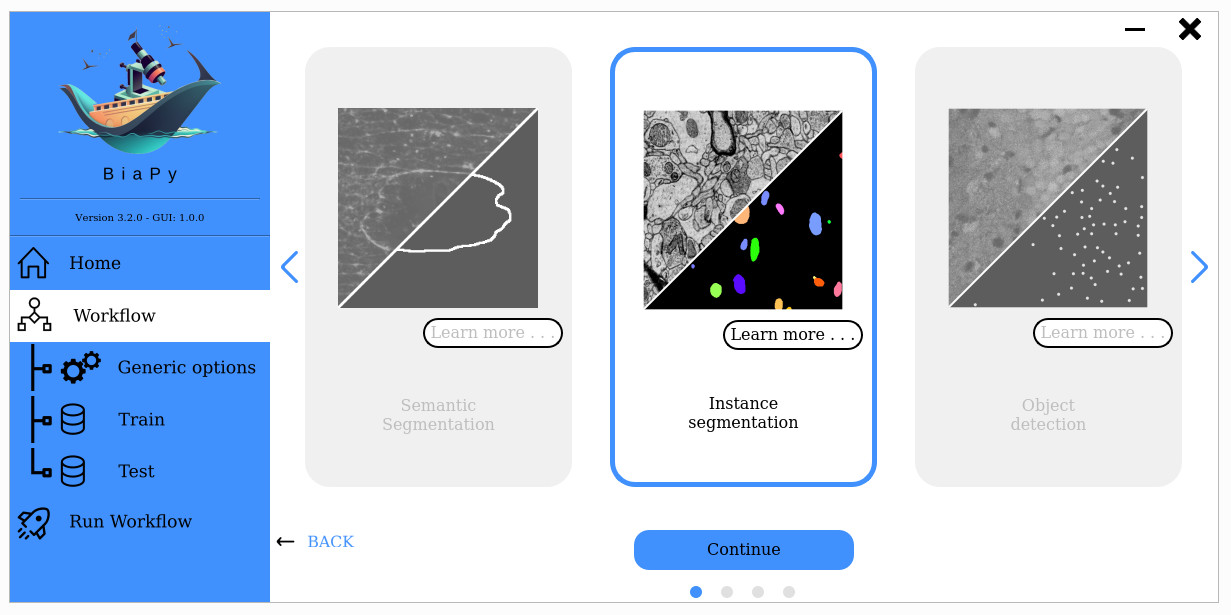 BiaPy
Version 3.2.0 - GUI: 1.0.0
Home
Workflow
Generic options
Train
Test
Run Workflow
Learn more . . .
Semantic
Segmentation
Learn more . . .
Instance
segmentation
Learn more . . .
Object
detection
← BACK
Continue